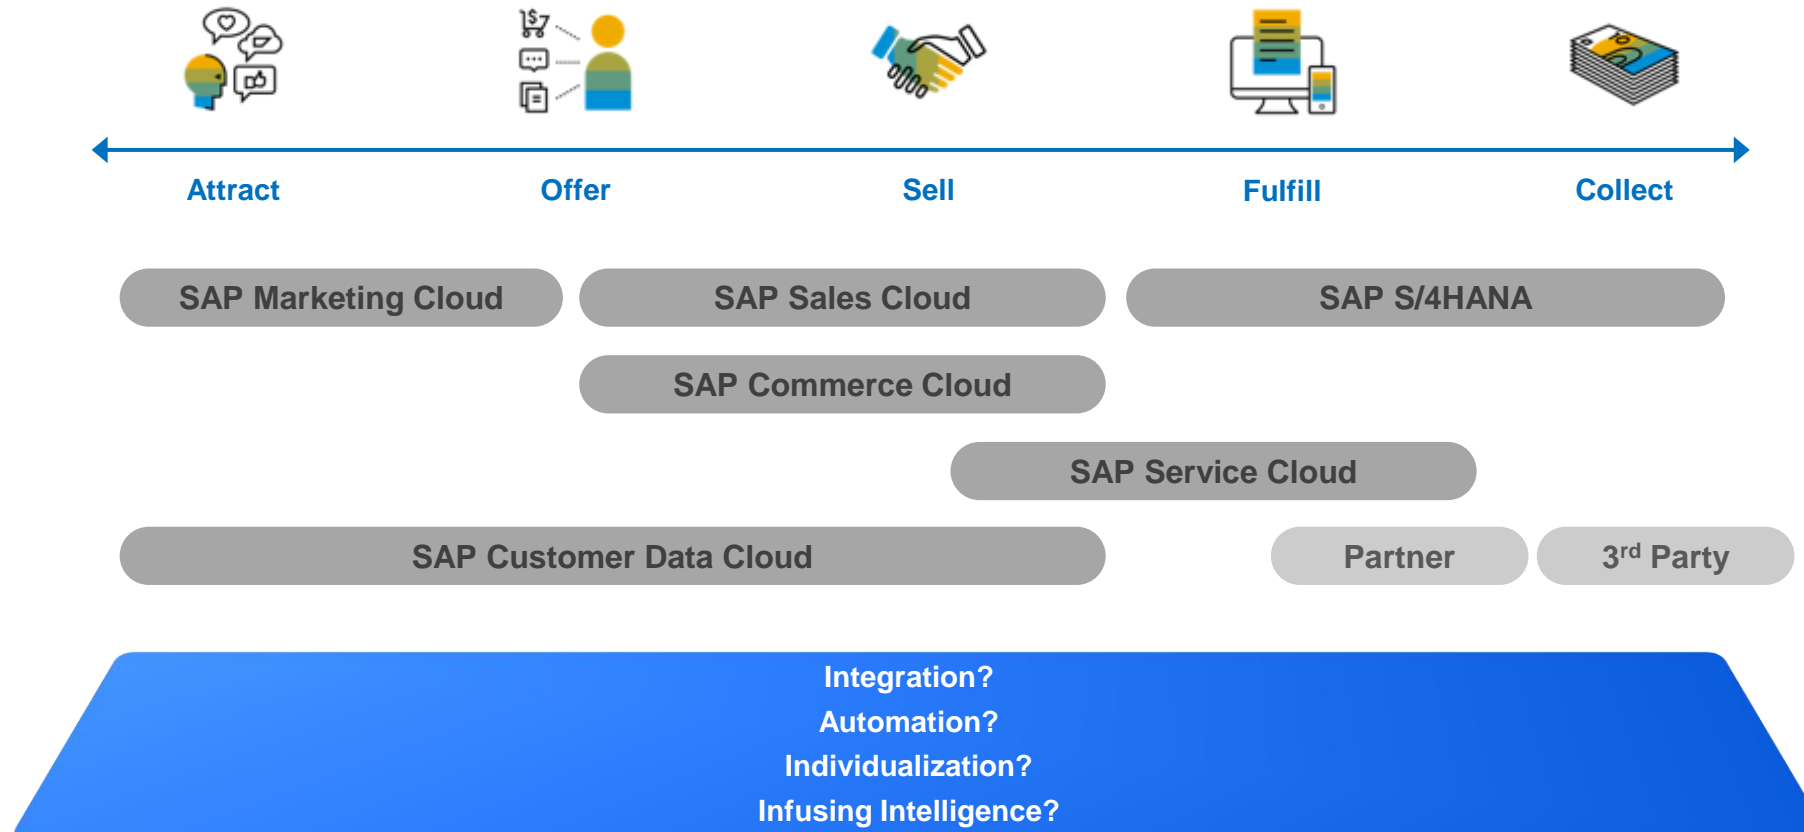 Attract
Offer
Sell
Fulfill
Collect
SAP Marketing Cloud
SAP Sales Cloud
SAP S/4HANA
SAP Commerce Cloud
SAP Service Cloud
SAP Customer Data Cloud
Partner
3rd Party
Integration?
Automation?
Individualization?
Infusing Intelligence?